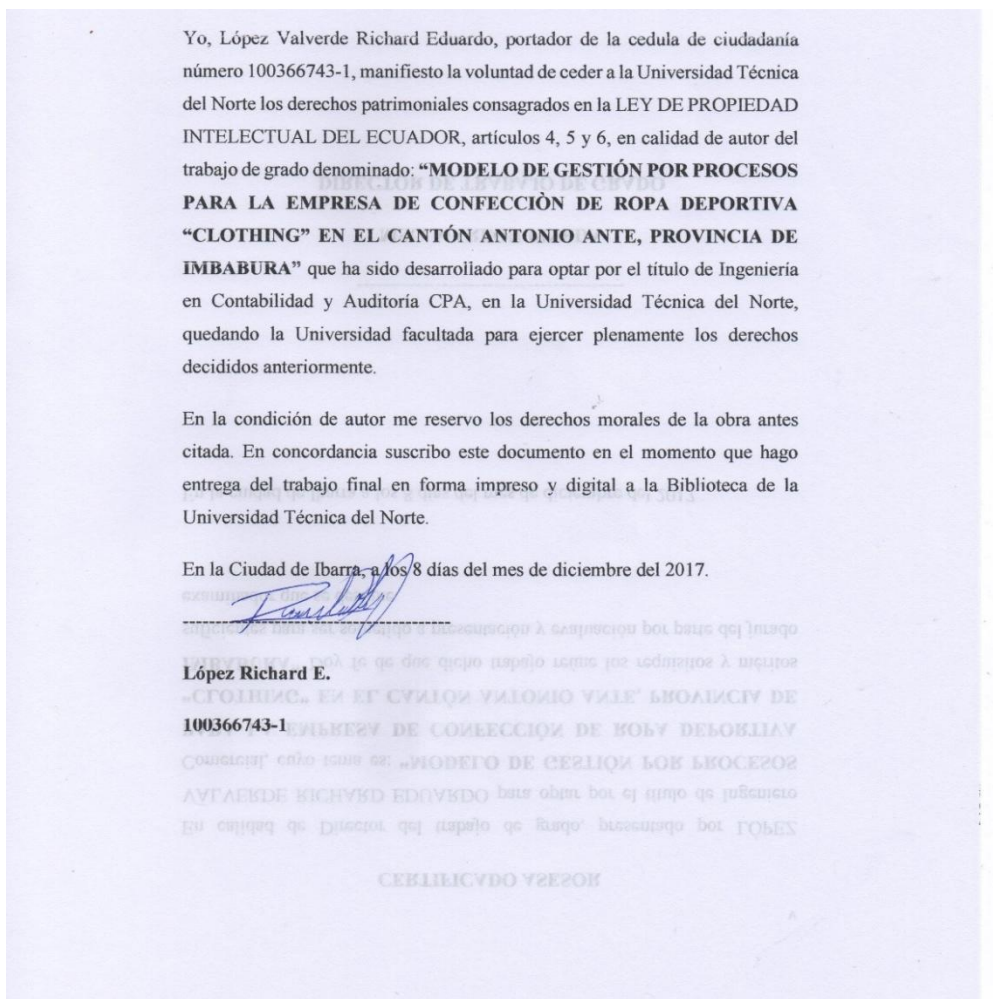 Yo, López Valverde Richard Eduardo, portador de la cedula de ciudadanía
número 100366743-1, manifiesto la voluntad de ceder a la Universidad Técnica
del Norte los derechos patrimoniales consagrados en la LEY DE PROPIEDAD
INTELECTUAL DEL ECUADOR, artículos 4, 5 y 6, en calidad de autor del
trabajo de grado denominado: “MODELO DE GESTIÓN POR PROCESOS
PARA LA EMPRESA DE CONFECCIÒN DE ROPA DEPORTIVA
“CLOTHING” EN EL CANTÓN ANTONIO ANTE, PROVINCIA DE
IMBABURA” que ha sido desarrollado para optar por el título de Ingeniería
en Contabilidad y Auditoría CPA, en la Universidad Técnica del Norte,
quedando la Universidad facultada para ejercer plenamente los derechos
decididos anteriormente.
En la condición de autor me reservo los derechos morales de la obra antes
citada. En concordancia suscribo este documento en el momento que hago
entrega del trabajo final en forma impreso y digital a la Biblioteca de la
Universidad Técnica del Norte.
En la Ciudad de Ibarra, a los 8 días del mes de diciembre del 2017.
López Richard E.
100366743-1